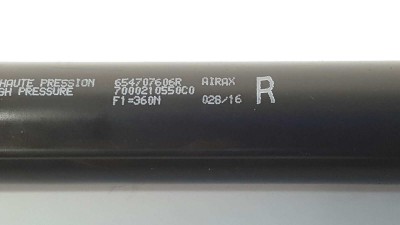 HAUTE PRESSION 654707606R AIRAX R
GH PRESSURE 7000210550C0
F1=360N 028/16